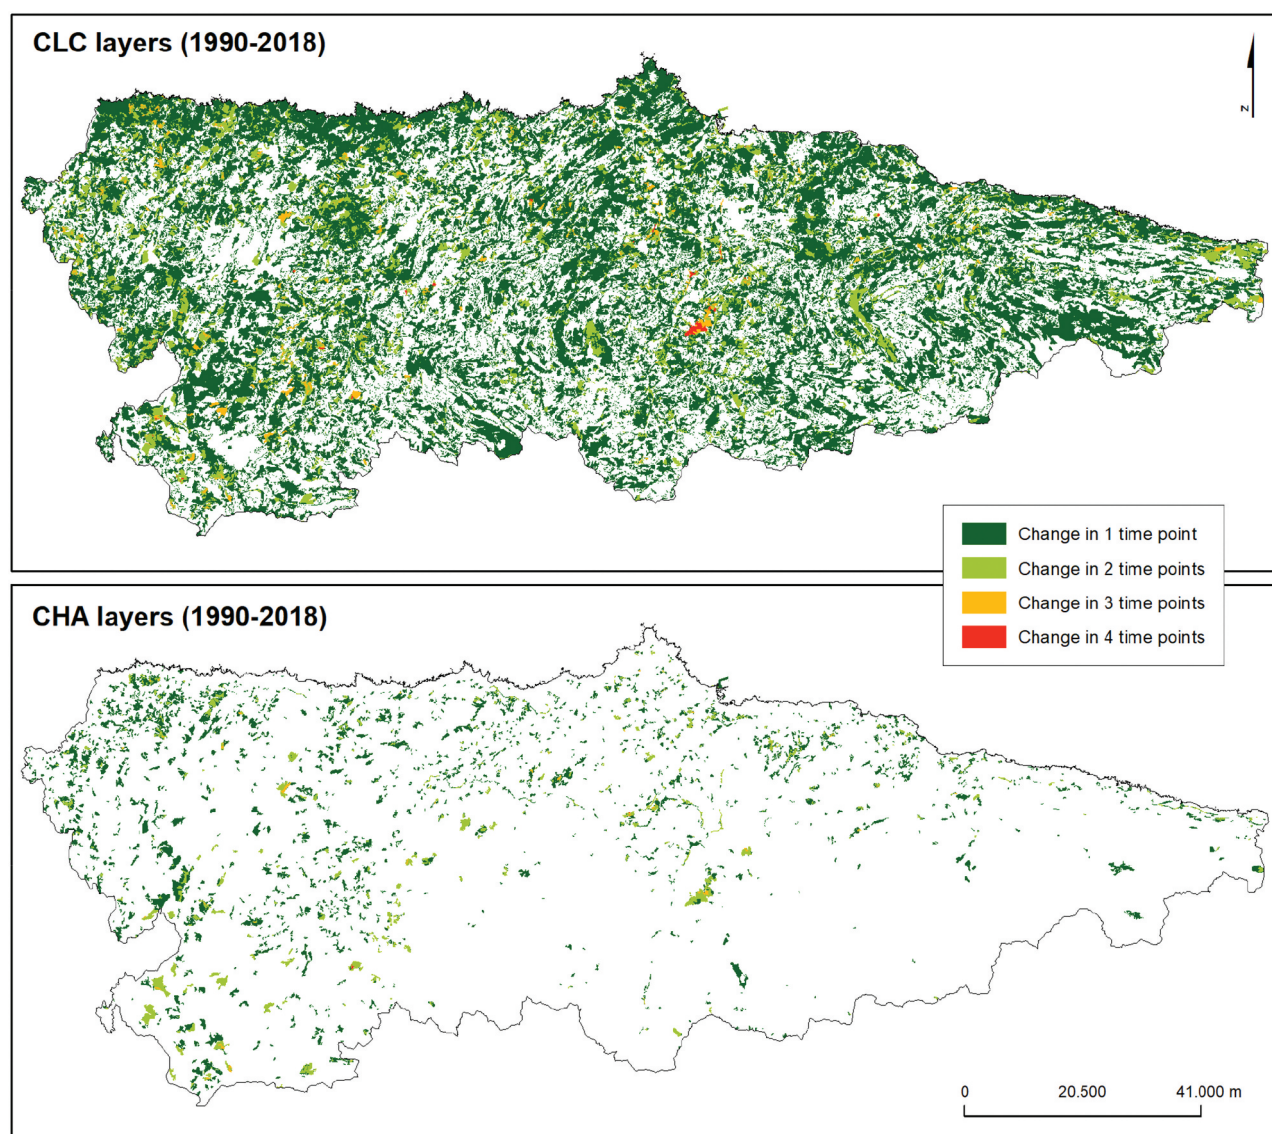 CLC layers (1990-2018)
N
Change in 1 time point
Change in 2 time points
Change in 3 time points
Change in 4 time points
CHA layers (1990-2018)
0 20.500 41.000 m